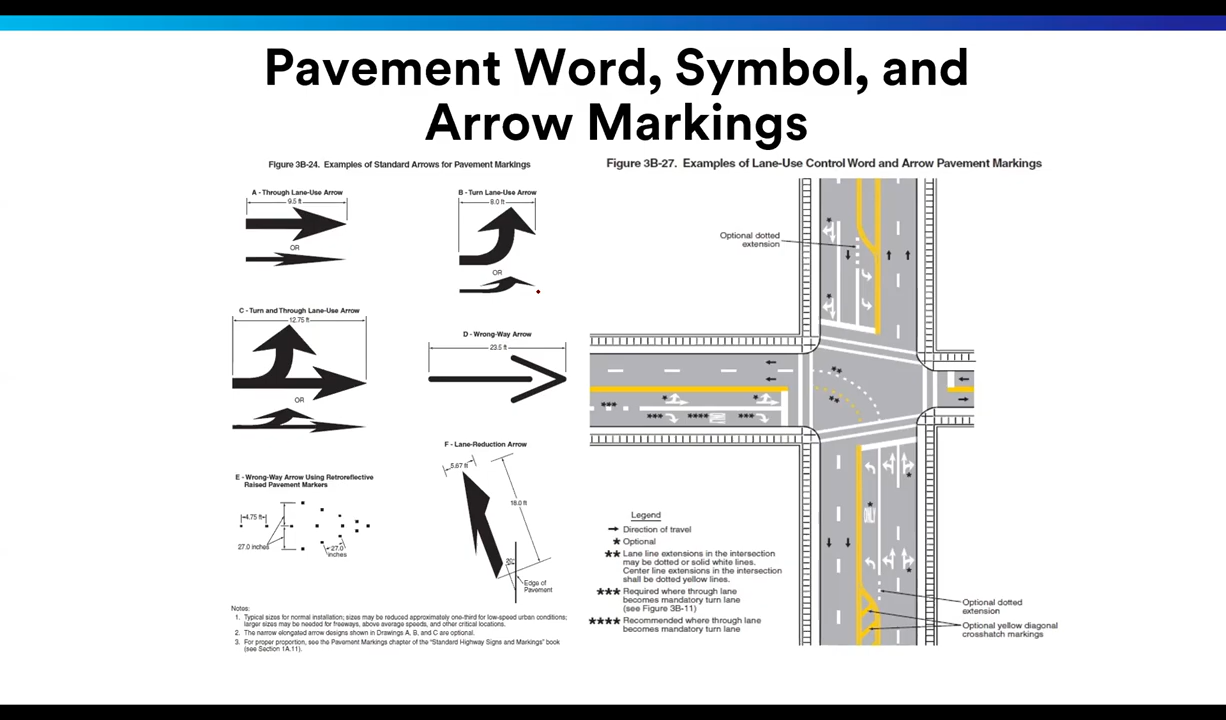 Pavement Word, Symbol, and
Arrow Markings
Figure 3B-24. Examples of Standard Arrows for Pavement Markings
A - Through Lane-Use Arrow
9.5 ft
OR
B - Turn Lane-Use Arrow
8.0 ft
OR
C - Turn and Through Lane-Use Arrow
12.75 ft
OR
D - Wrong-Way Arrow
23.5 ft
E - Wrong-Way Arrow Using Retroreflective
Raised Pavement Markers
4.75 ft
27.0 inches
27.0
inches
F - Lane-Reduction Arrow
5.67 ft
18.0 ft
Edge of
Pavement
Notes:
1. Typical sizes for normal installation; sizes may be reduced approximately one-third for low-speed urban conditions;
larger sizes may be needed for freeways, above average speeds, and other critical locations.
2. The narrow elongated arrow designs shown in Drawings A, B, and C are optional.
3. For proper proportion, see the Pavement Markings chapter of the "Standard Highway Signs and Markings" book
(see Section 1A.11).
Figure 3B-27. Examples of Lane-Use Control Word and Arrow Pavement Markings
Optional dotted
extension
*
*
**
**
***
*
*
***
****
***
*
*
*
Legend
→ Direction of travel
* Optional
** Lane line extensions in the intersection
may be dotted or solid white lines.
Center line extensions in the intersection
shall be dotted yellow lines.
*** Required where through lane
becomes mandatory turn lane
(see Figure 3B-11)
**** Recommended where through lane
becomes mandatory turn lane
Optional dotted
extension
Optional yellow diagonal
crosshatch markings